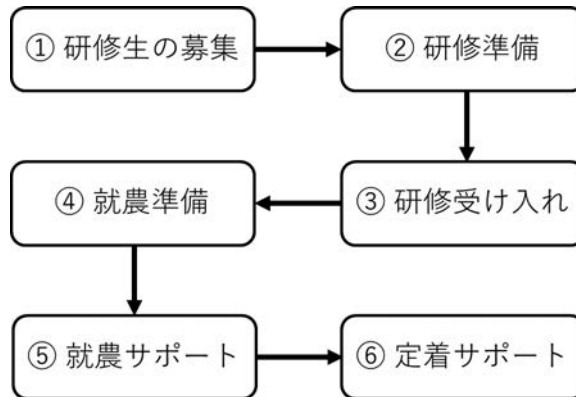 ① 研修生の募集
② 研修準備
③ 研修受け入れ
④ 就農準備
⑤ 就農サポート
⑥ 定着サポート